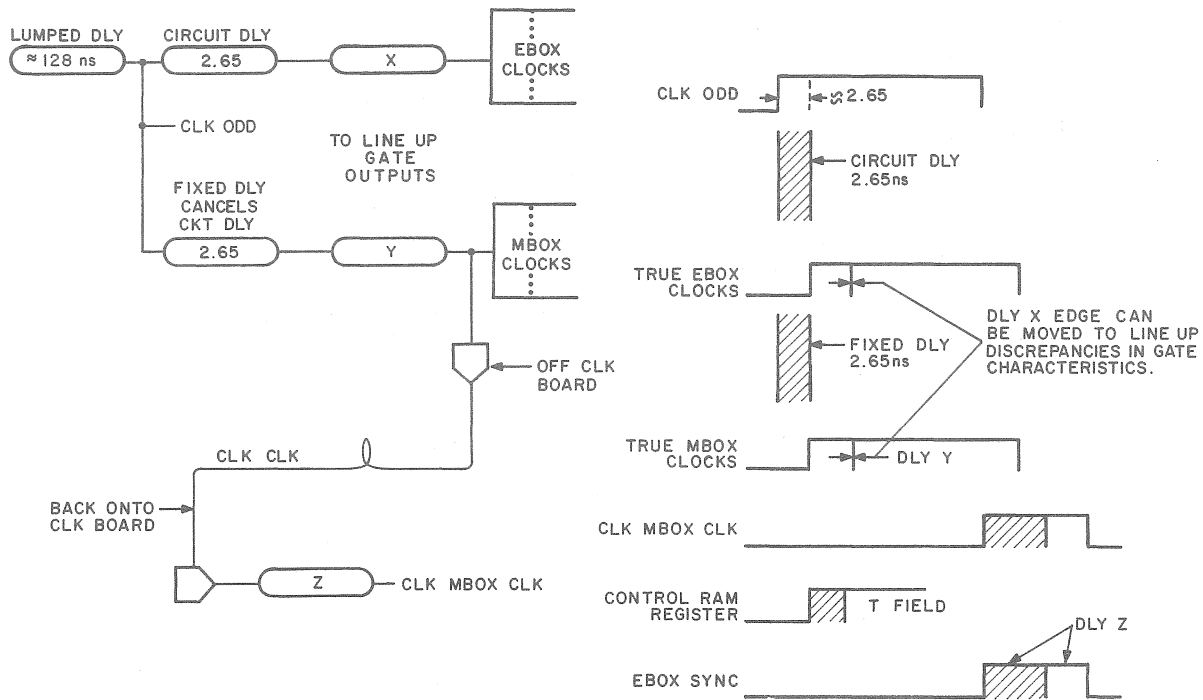 LUMPED DLY
≈128 ns
CIRCUIT DLY
2.65
X
EBOX
CLOCKS
CLK ODD
TO LINE UP
GATE
OUTPUTS
FIXED DLY
CANCELS
CKT DLY
2.65
Y
MBOX
CLOCKS
OFF CLK
BOARD
CLK CLK
BACK ONTO
CLK BOARD
Z
CLK MBOX CLK
CLK ODD
≈2.65
CIRCUIT DLY
2.65ns
TRUE EBOX
CLOCKS
DLY X EDGE CAN
BE MOVED TO LINE UP
DISCREPANCIES IN GATE
CHARACTERISTICS.
FIXED DLY
2.65ns
TRUE MBOX
CLOCKS
DLY Y
CLK MBOX CLK
CONTROL RAM
REGISTER
T FIELD
DLY Z
EBOX SYNC